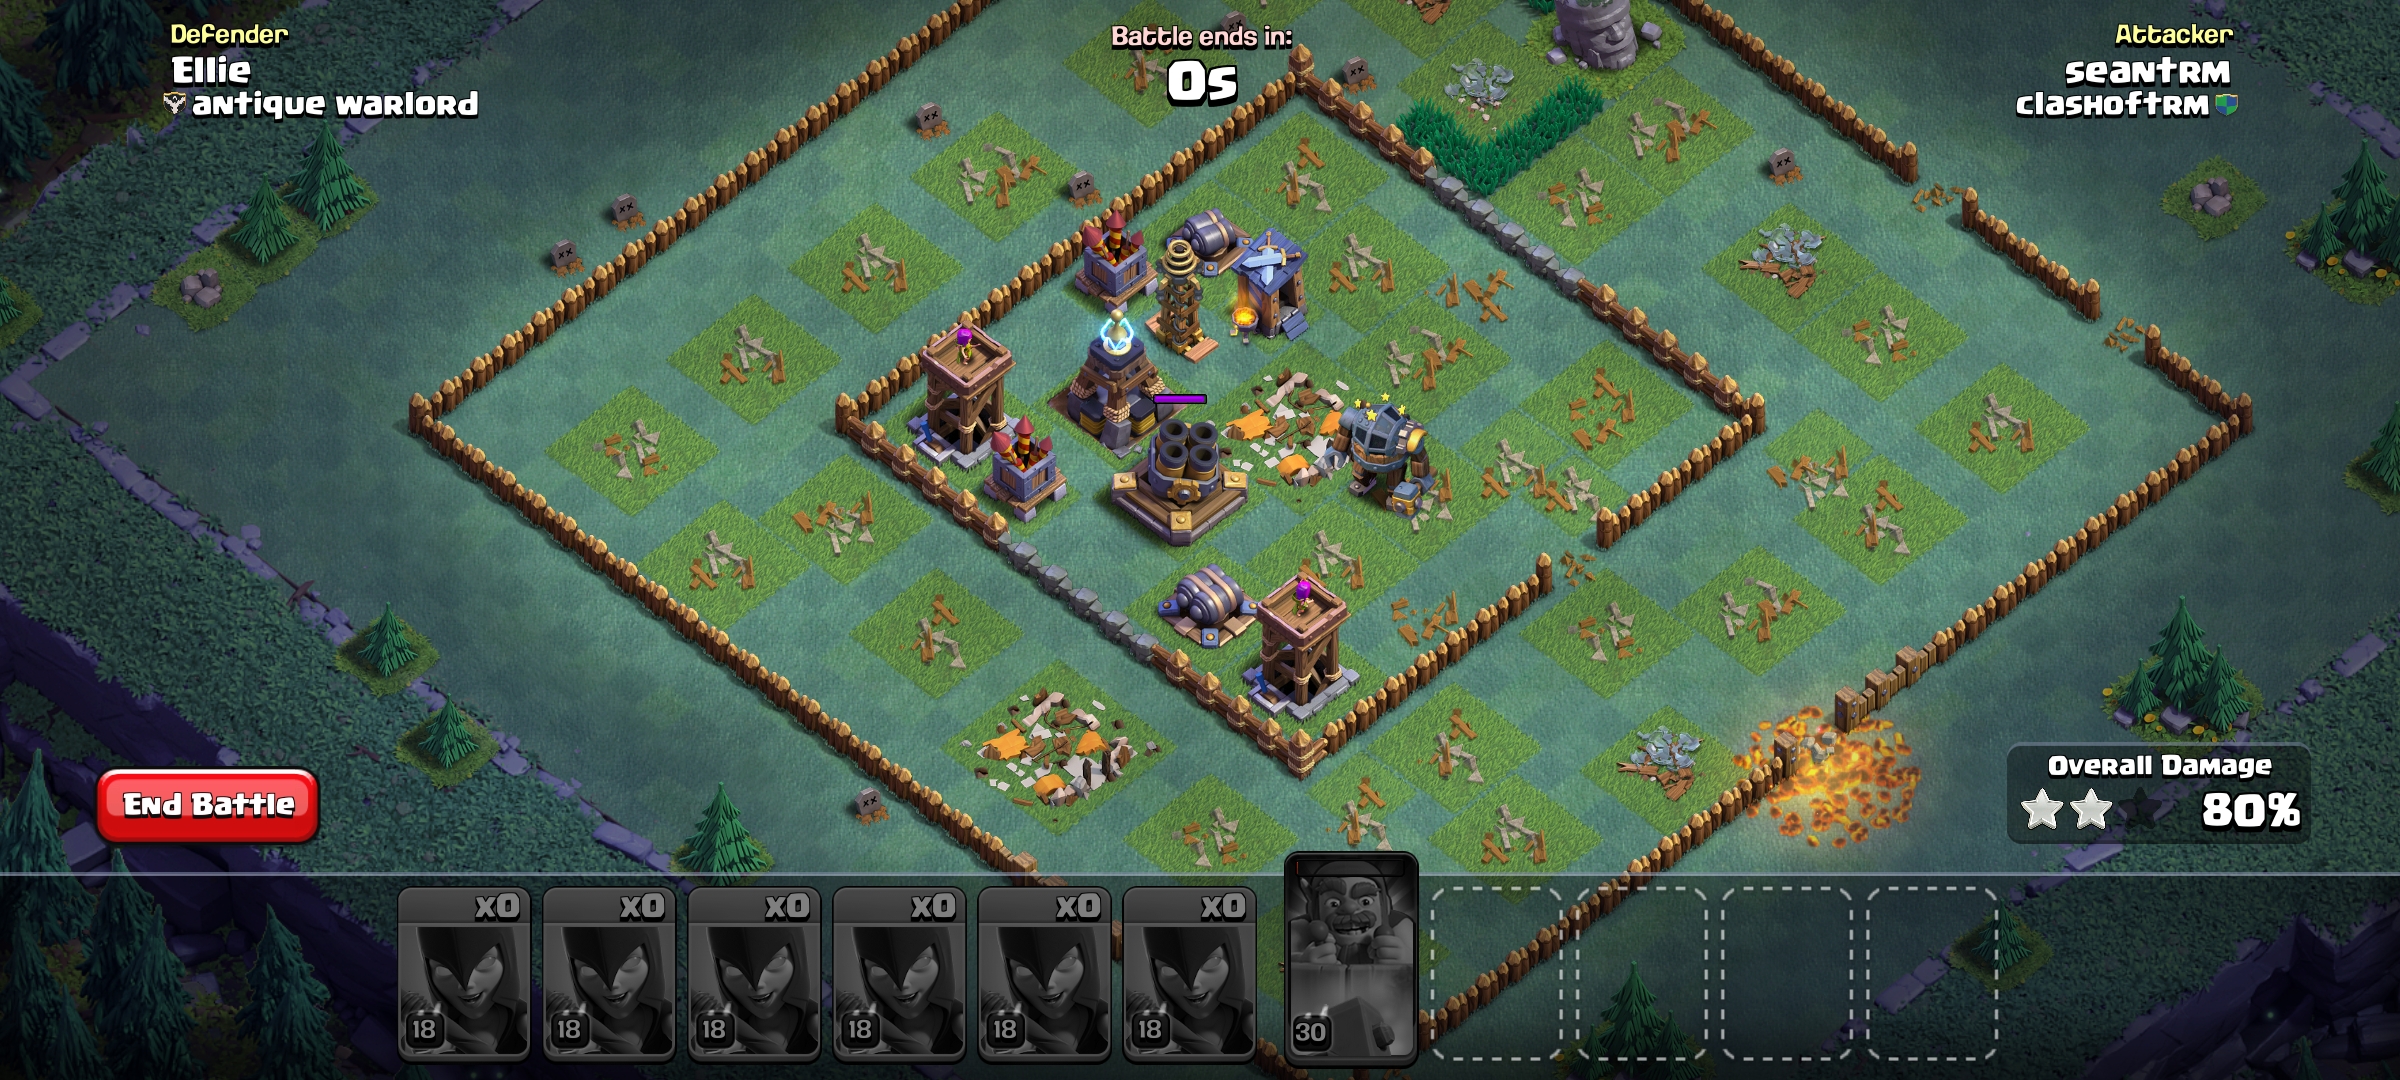 Defender
Ellie
antique warlord
Battle ends in:
0s
Attacker
seantrm
clashoftrm
End Battle
Overall Damage
80%
x0
x0
x0
x0
x0
x0
18
18
18
18
18
18
30